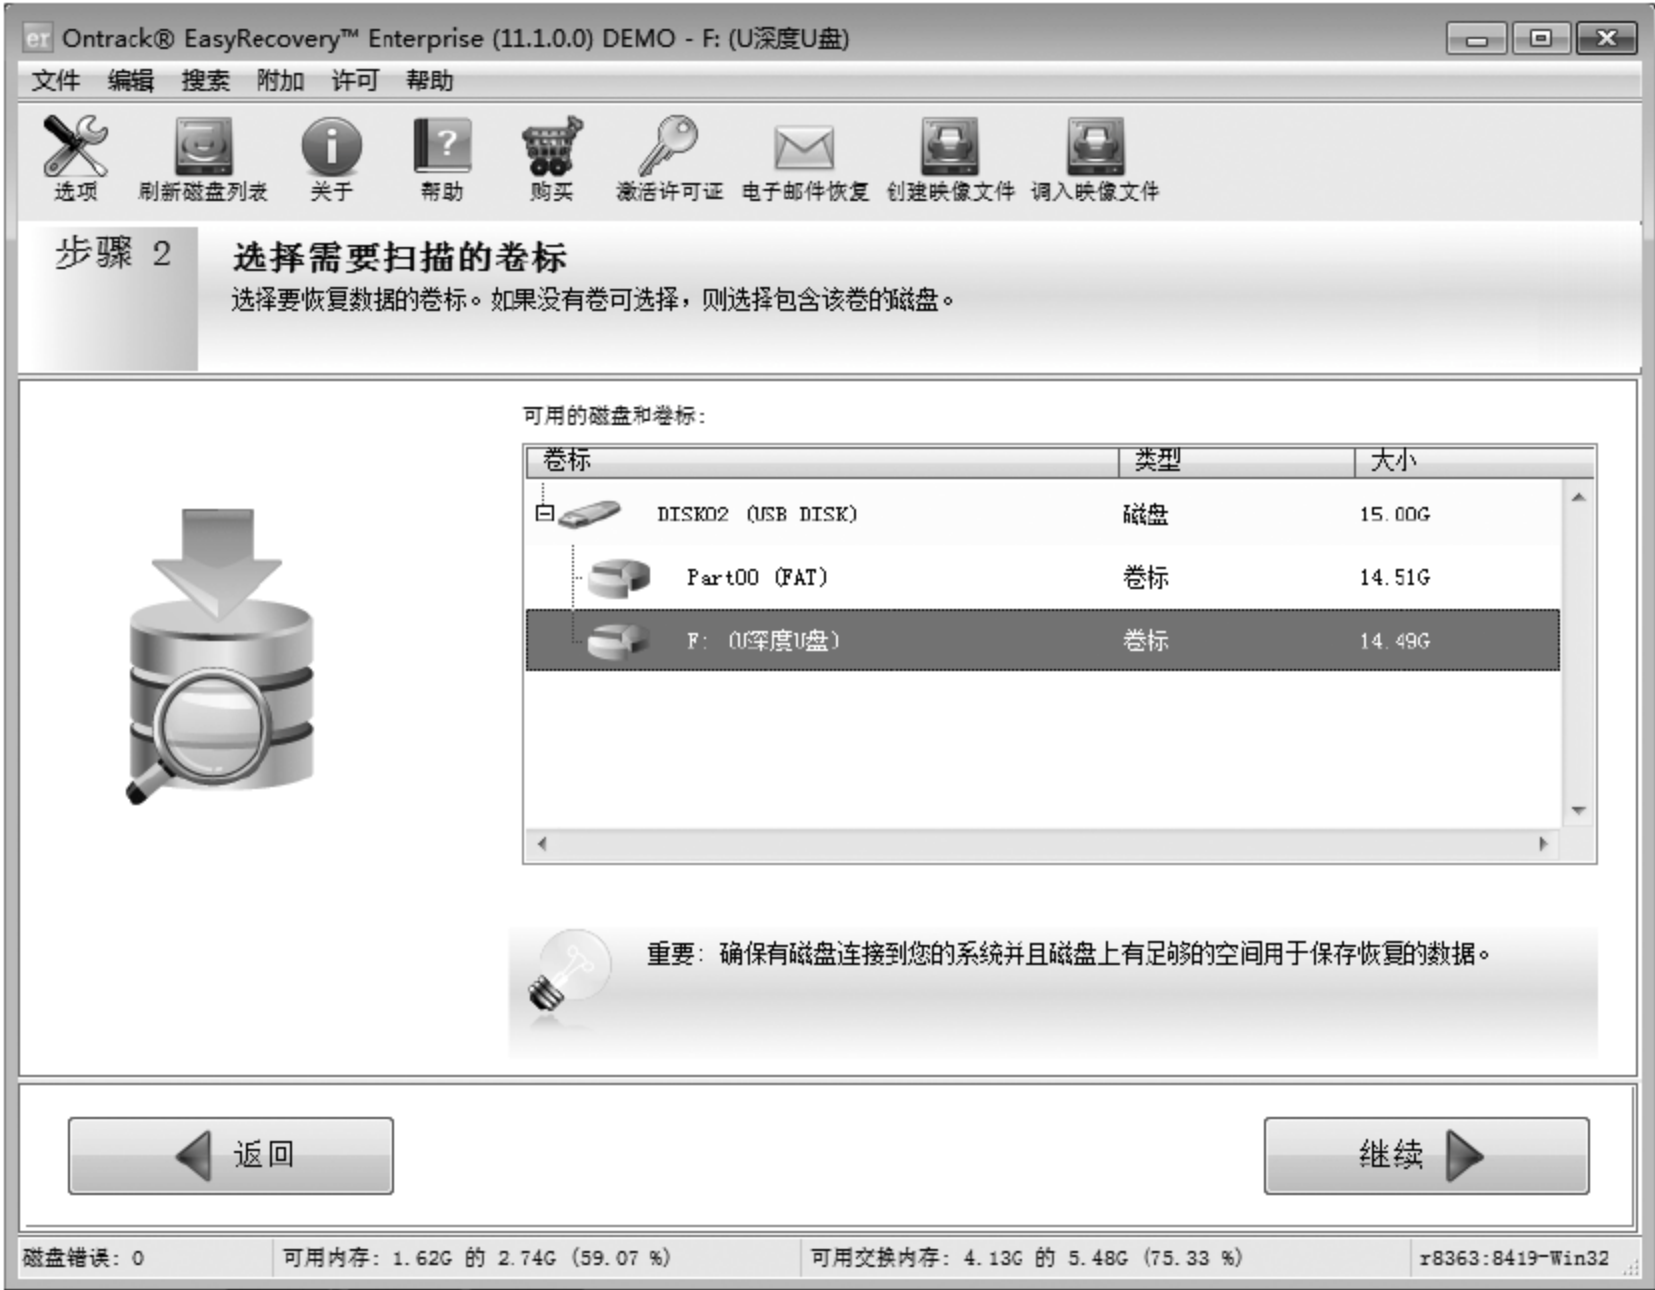 er Ontrack® EasyRecovery™ Enterprise (11.1.0.0) DEMO - F: (U深度U盘)
文件 编辑 搜索 附加 许可 帮助
选项 刷新磁盘列表 关于 帮助 购买 激活许可证 电子邮件恢复 创建映像文件 调入映像文件
步骤 2
选择需要扫描的卷标
选择要恢复数据的卷标。如果没有卷可选择，则选择包含该卷的磁盘。
可用的磁盘和卷标：
卷标 类型 大小
DISK02 (USB DISK) 磁盘 15.00G
Part00 (FAT) 卷标 14.51G
F: (U深度U盘) 卷标 14.49G
重要：确保有磁盘连接到您的系统并且磁盘上有足够的空间用于保存恢复的数据。
返回 继续
磁盘错误: 0 可用内存: 1.62G 的 2.74G (59.07 %) 可用交换内存: 4.13G 的 5.48G (75.33 %) r8363:8419-Win32